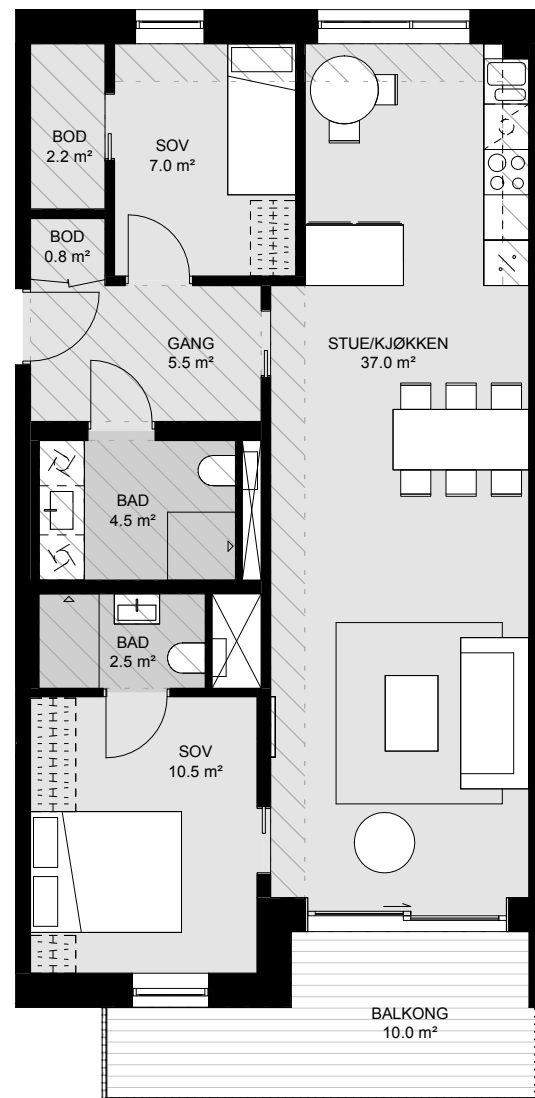 BOD
2.2 m²
SOV
7.0 m²
BOD
0.8 m²
GANG
5.5 m²
STUE/KJØKKEN
37.0 m²
BAD
4.5 m²
BAD
2.5 m²
SOV
10.5 m²
BALKONG
10.0 m²